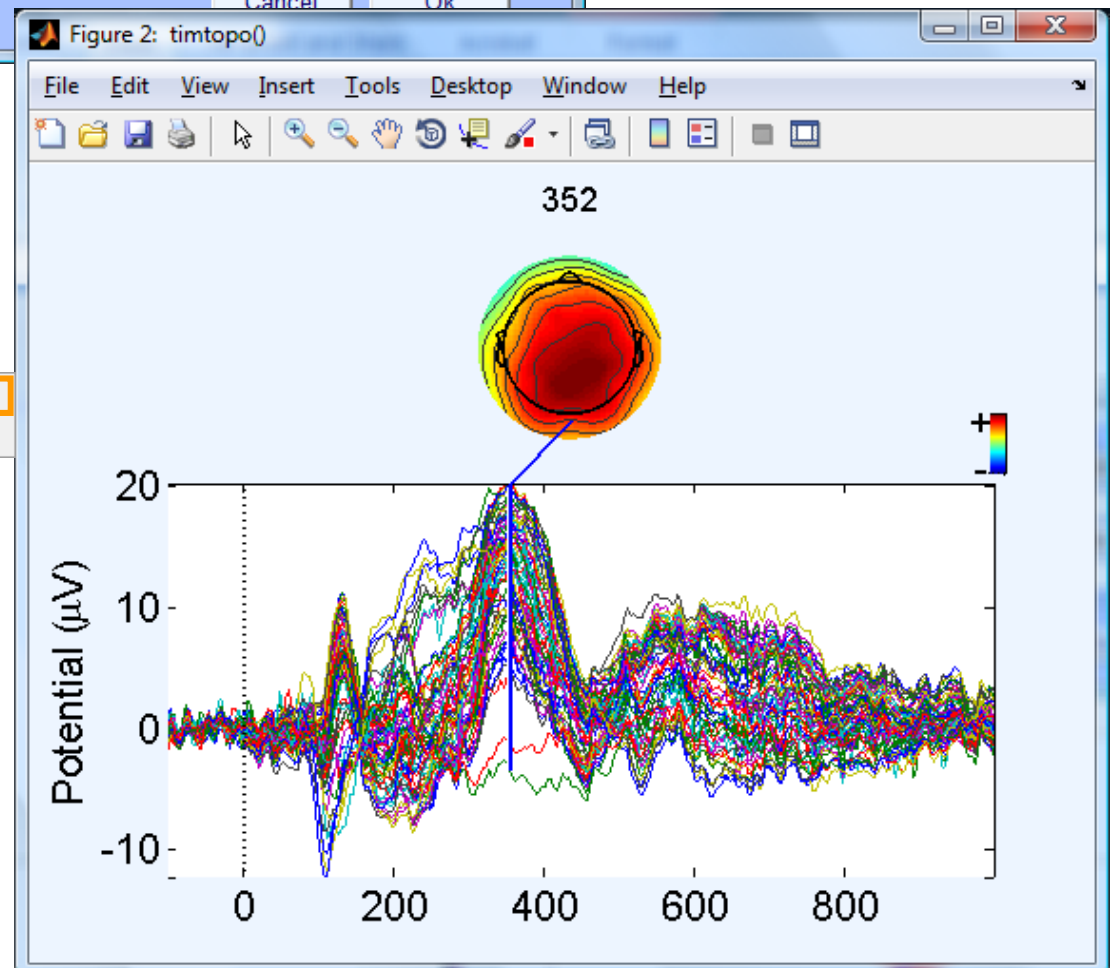 Cancel Ok
Figure 2: timtopo()
File Edit View Insert Tools Desktop Window Help
352
+
-
20
10
0
-10
Potential (μV)
0 200 400 600 800